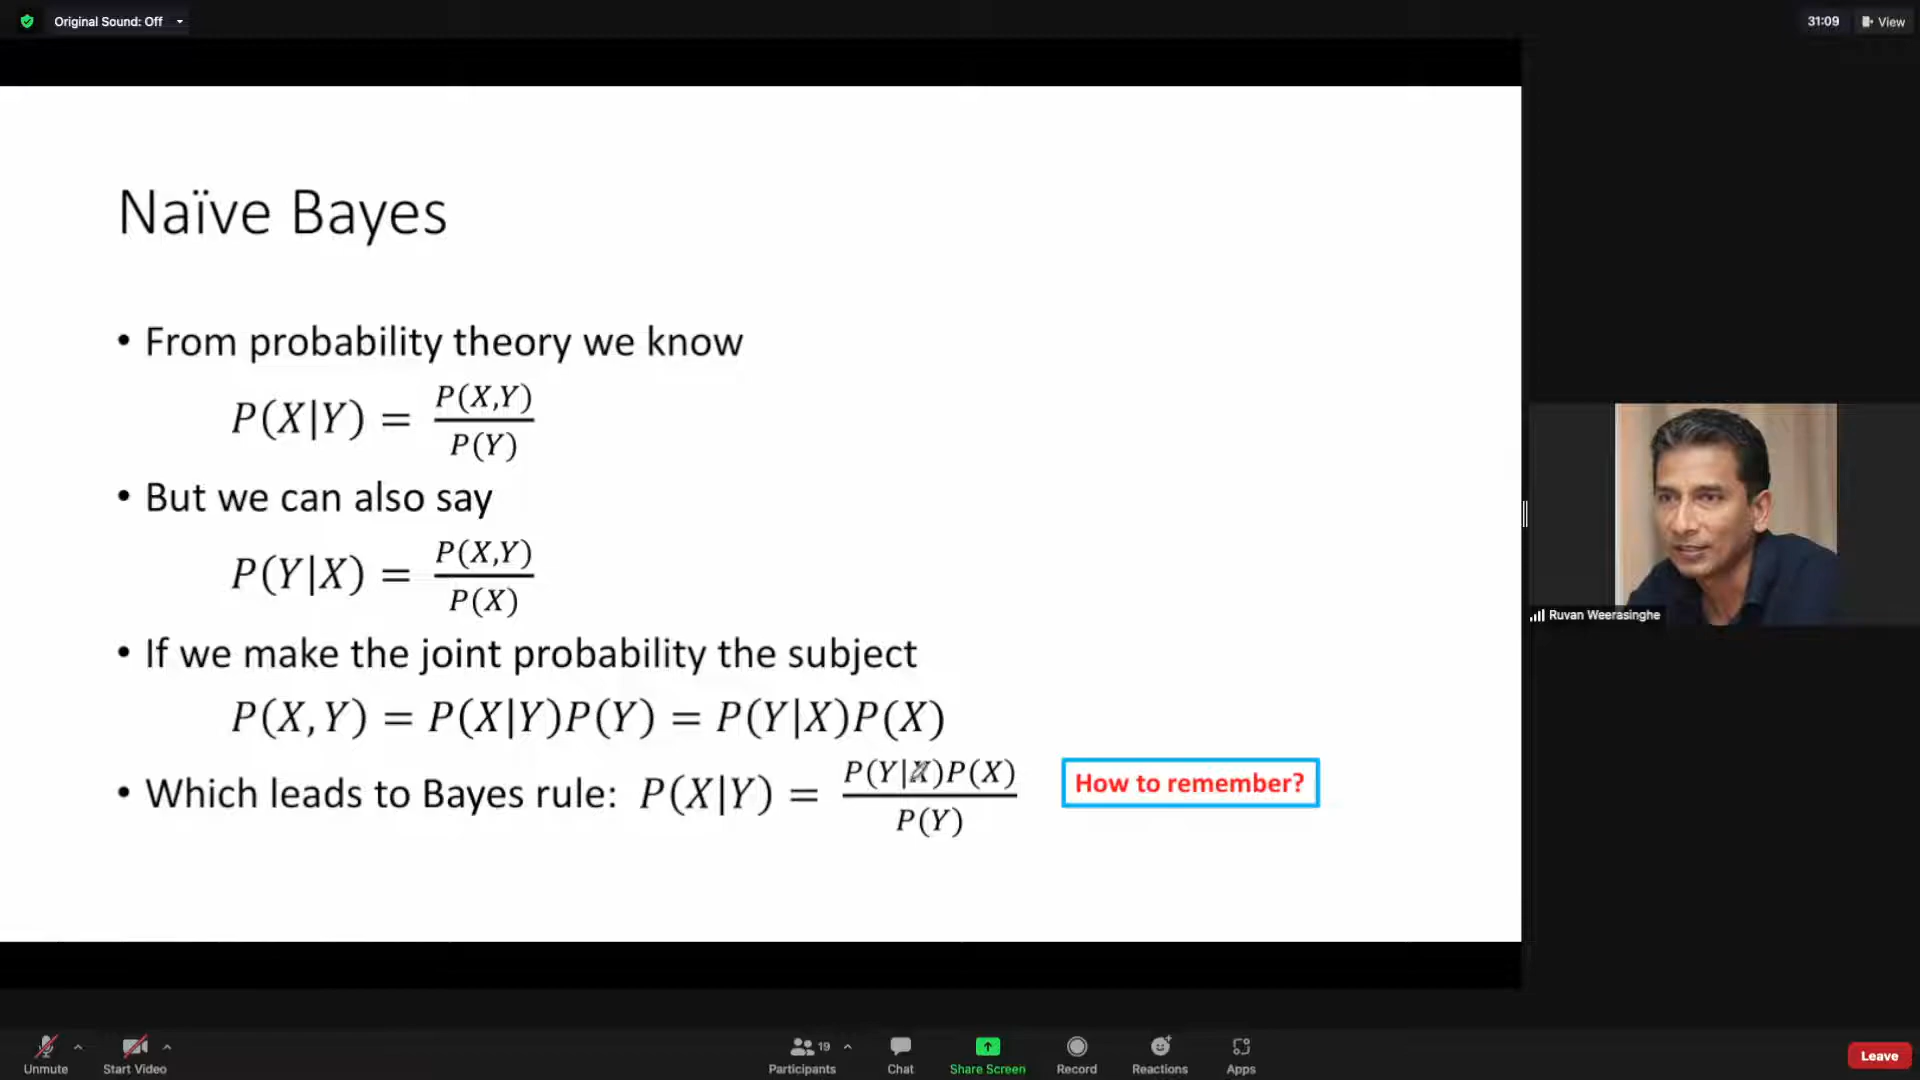 Original Sound: Off
31:09
View
Naïve Bayes
• From probability theory we know
P(X|Y) = P(X,Y) / P(Y)
• But we can also say
P(Y|X) = P(X,Y) / P(X)
• If we make the joint probability the subject
P(X, Y) = P(X|Y)P(Y) = P(Y|X)P(X)
• Which leads to Bayes rule: P(X|Y) = P(Y|X)P(X) / P(Y)
How to remember?
Ruvan Weerasinghe
Unmute
Start Video
19
Participants
Chat
Share Screen
Record
Reactions
Apps
Leave